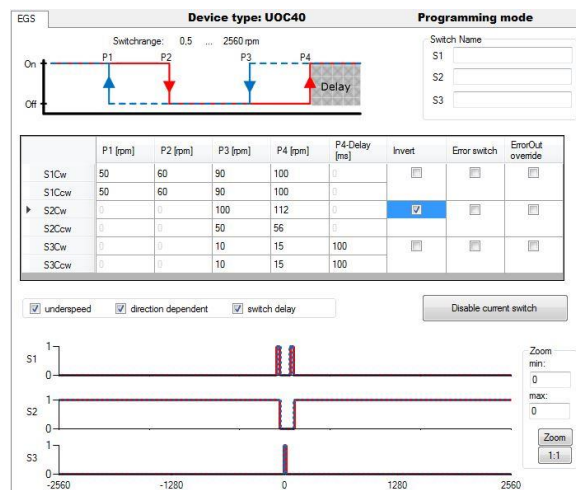 EGS Device type: UOC40 Programming mode
Switchrange: 0,5 ... 2560 rpm
Switch Name
P1 P2 P3 P4
On
Off
Delay
S1
S2
S3
P1 [rpm] P2 [rpm] P3 [rpm] P4 [rpm] P4-Delay [ms] Invert Error switch ErrorOut override
S1Cw 50 60 90 100 0
S1Ccw 50 60 90 100 0
S2Cw 0 0 100 112 0
S2Ccw 0 0 50 56 0
S3Cw 0 0 10 15 100
S3Ccw 0 0 10 15 100
underspeed direction dependent switch delay Disable current switch
S1 1 0
S2 1 0
S3 1 0
-2560 -1280 0 1280 2560
Zoom
min:
0
max:
0
Zoom
1:1